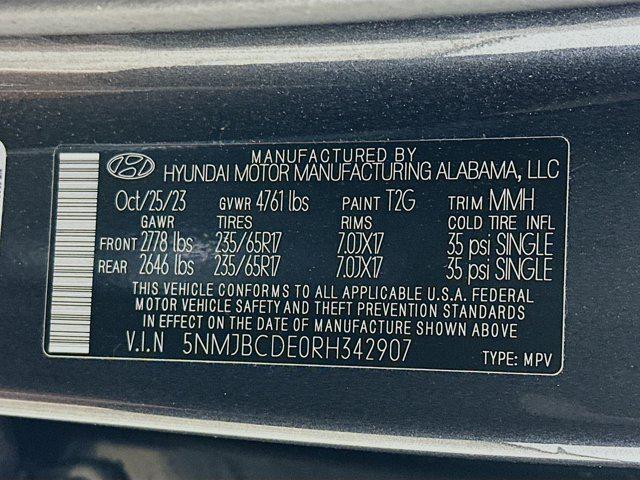 MANUFACTURED BY
HYUNDAI MOTOR MANUFACTURING ALABAMA, LLC
Oct/25/23 GVWR 4761 lbs PAINT T2G TRIM MMH
GAWR TIRES RIMS COLD TIRE INFL
FRONT 2778 lbs 235/65R17 7.0JX17 35 psi SINGLE
REAR 2646 lbs 235/65R17 7.0JX17 35 psi SINGLE
THIS VEHICLE CONFORMS TO ALL APPLICABLE U.S.A. FEDERAL
MOTOR VEHICLE SAFETY AND THEFT PREVENTION STANDARDS
IN EFFECT ON THE DATE OF MANUFACTURE SHOWN ABOVE.
V.I.N 5NMJBCDE0RH342907 TYPE: MPV